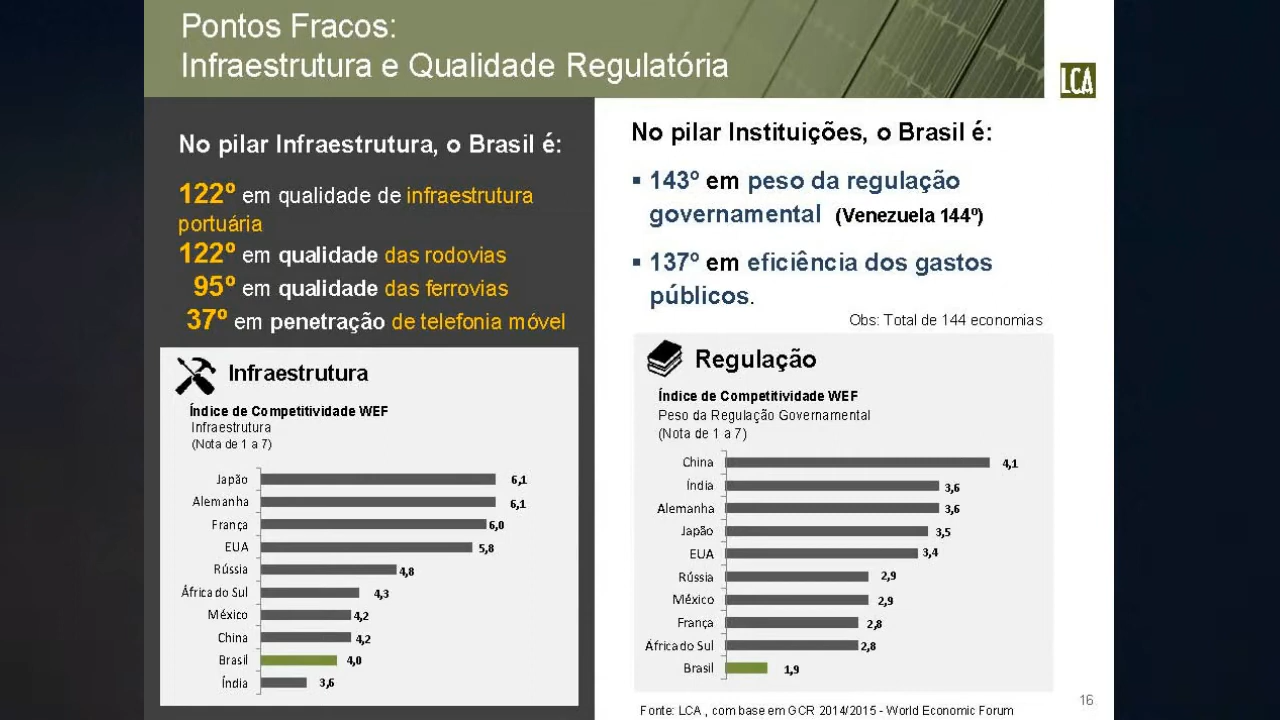 Pontos Fracos:
Infraestrutura e Qualidade Regulatória
LCA
No pilar Infraestrutura, o Brasil é:
122º em qualidade de infraestrutura
portuária
122º em qualidade das rodovias
95º em qualidade das ferrovias
37º em penetração de telefonia móvel
Infraestrutura
Índice de Competitividade WEF
Infraestrutura
(Nota de 1 a 7)
Japão 6,1
Alemanha 6,1
França 6,0
EUA 5,8
Rússia 4,8
África do Sul 4,3
México 4,2
China 4,2
Brasil 4,0
Índia 3,6
No pilar Instituições, o Brasil é:
▪ 143º em peso da regulação
governamental (Venezuela 144º)
▪ 137º em eficiência dos gastos
públicos.
Obs: Total de 144 economias
Regulação
Índice de Competitividade WEF
Peso da Regulação Governamental
(Nota de 1 a 7)
China 4,1
Índia 3,6
Alemanha 3,6
Japão 3,5
EUA 3,4
Rússia 2,9
México 2,9
França 2,8
África do Sul 2,8
Brasil 1,9
Fonte: LCA , com base em GCR 2014/2015 - World Economic Forum
16